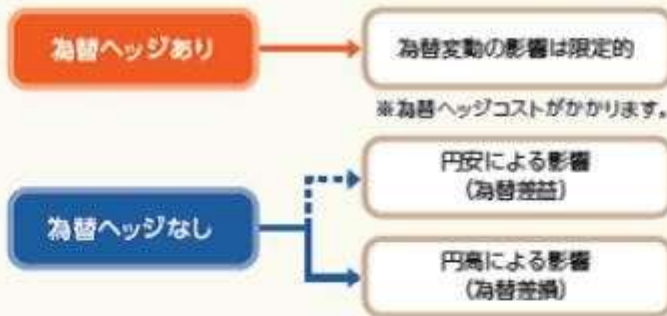 為替ヘッジあり
為替変動の影響は限定的
※為替ヘッジコストがかかります。
為替ヘッジなし
円安による影響
(為替差益)
円高による影響
(為替差損)